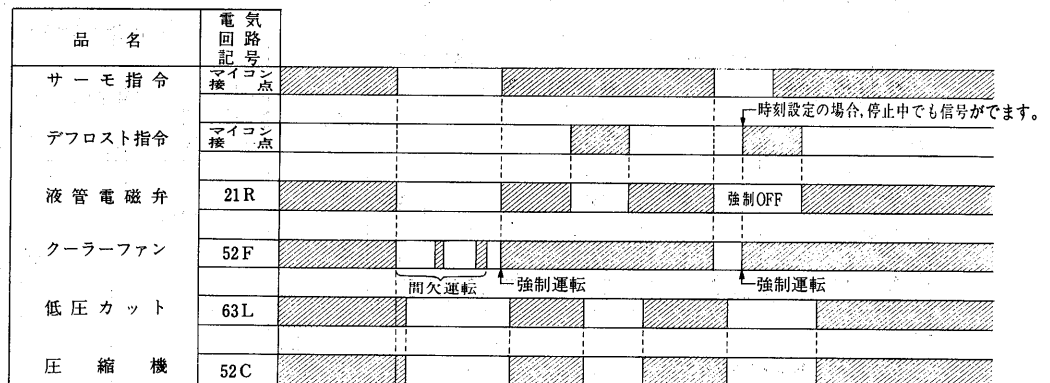 品名
電気
回路
記号
サーモ指令
マイコン
接点
時刻設定の場合,停止中でも信号がでます。
デフロスト指令
マイコン
接点
液管電磁弁
21R
強制OFF
クーラーファン
52F
間欠運転
強制運転
強制運転
低圧カット
63L
圧縮機
52C